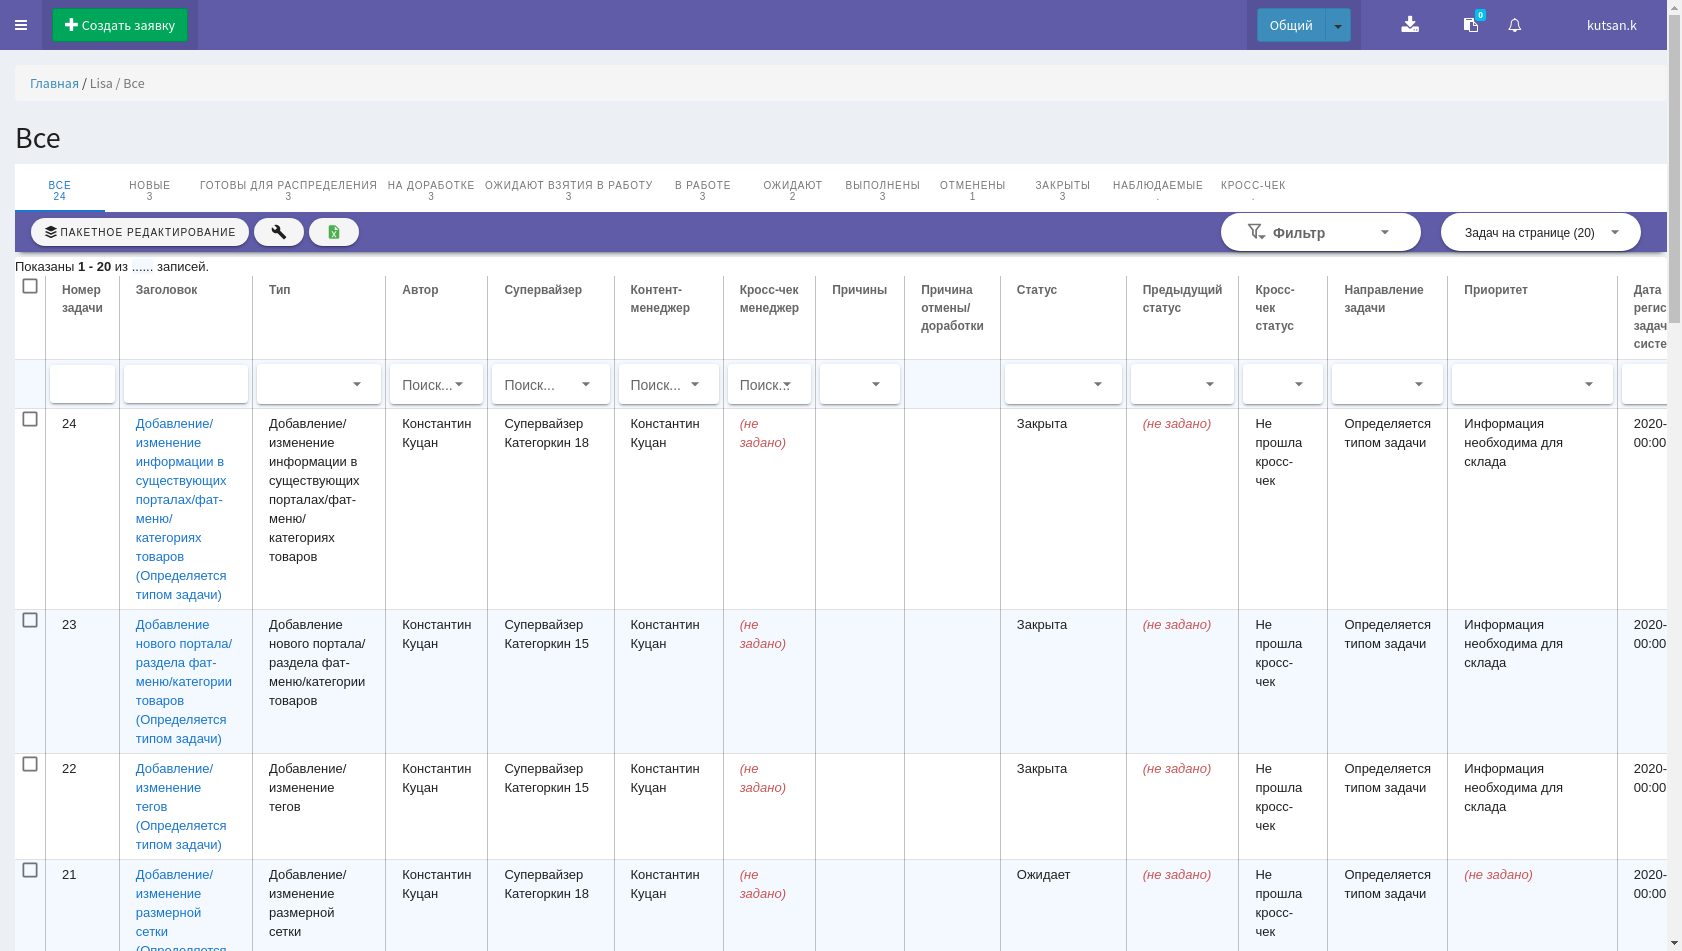 Создать заявку
Общий
0
kutsan.k
Главная / Lisa / Все
Все
ВСЕ НОВЫЕ ГОТОВЫ ДЛЯ РАСПРЕДЕЛЕНИЯ НА ДОРАБОТКЕ ОЖИДАЮТ ВЗЯТИЯ В РАБОТУ В РАБОТЕ ОЖИДАЮТ ВЫПОЛНЕНЫ ОТМЕНЕНЫ ЗАКРЫТЫ НАБЛЮДАЕМЫЕ КРОСС-ЧЕК
24 3 3 3 3 3 2 3 1 3 . .
ПАКЕТНОЕ РЕДАКТИРОВАНИЕ
Фильтр
Задач на странице (20)
Показаны 1 - 20 из ...... записей.
Номер
задачи
Заголовок
Тип
Автор
Супервайзер
Контент-
менеджер
Кросс-чек
менеджер
Причины
Причина
отмены/
доработки
Статус
Предыдущий
статус
Кросс-
чек
статус
Направление
задачи
Приоритет
Дата
регис
задач
систе
Поиск...
Поиск...
Поиск...
Поиск...
24
Добавление/
изменение
информации в
существующих
порталах/фат-
меню/
категориях
товаров
(Определяется
типом задачи)
Добавление/
изменение
информации в
существующих
порталах/фат-
меню/
категориях
товаров
Константин
Куцан
Супервайзер
Категоркин 18
Константин
Куцан
(не
задано)
Закрыта
(не задано)
Не
прошла
кросс-
чек
Определяется
типом задачи
Информация
необходима для
склада
2020-
00:00
23
Добавление
нового портала/
раздела фат-
меню/категории
товаров
(Определяется
типом задачи)
Добавление
нового портала/
раздела фат-
меню/категории
товаров
Константин
Куцан
Супервайзер
Категоркин 15
Константин
Куцан
(не
задано)
Закрыта
(не задано)
Не
прошла
кросс-
чек
Определяется
типом задачи
Информация
необходима для
склада
2020-
00:00
22
Добавление/
изменение
тегов
(Определяется
типом задачи)
Добавление/
изменение
тегов
Константин
Куцан
Супервайзер
Категоркин 15
Константин
Куцан
(не
задано)
Закрыта
(не задано)
Не
прошла
кросс-
чек
Определяется
типом задачи
Информация
необходима для
склада
2020-
00:00
21
Добавление/
изменение
размерной
сетки
(Определяется
Добавление/
изменение
размерной
сетки
Константин
Куцан
Супервайзер
Категоркин 18
Константин
Куцан
(не
задано)
Ожидает
(не задано)
Не
прошла
кросс-
чек
Определяется
типом задачи
(не задано)
2020-
00:00